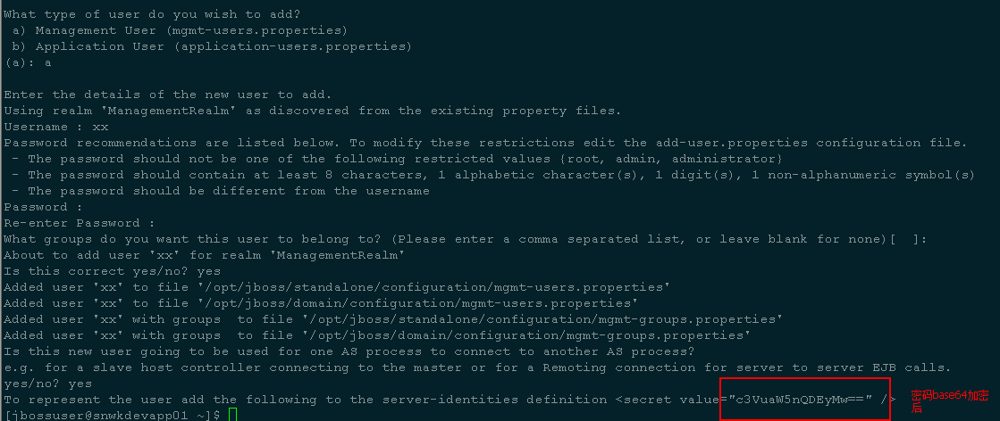 What type of user do you wish to add?
a) Management User (mgmt-users.properties)
b) Application User (application-users.properties)
(a): a
Enter the details of the new user to add.
Using realm 'ManagementRealm' as discovered from the existing property files.
Username : xx
Password recommendations are listed below. To modify these restrictions edit the add-user.properties configuration file.
- The password should not be one of the following restricted values {root, admin, administrator}
- The password should contain at least 8 characters, 1 alphabetic character(s), 1 digit(s), 1 non-alphanumeric symbol(s)
- The password should be different from the username
Password :
Re-enter Password :
What groups do you want this user to belong to? (Please enter a comma separated list, or leave blank for none)[  ]:
About to add user 'xx' for realm 'ManagementRealm'
Is this correct yes/no? yes
Added user 'xx' to file '/opt/jboss/standalone/configuration/mgmt-users.properties'
Added user 'xx' to file '/opt/jboss/domain/configuration/mgmt-users.properties'
Added user 'xx' with groups  to file '/opt/jboss/standalone/configuration/mgmt-groups.properties'
Added user 'xx' with groups  to file '/opt/jboss/domain/configuration/mgmt-groups.properties'
Is this new user going to be used for one AS process to connect to another AS process?
e.g. for a slave host controller connecting to the master or for a Remoting connection for server to server EJB calls.
yes/no? yes
To represent the user add the following to the server-identities definition <secret value="c3VuaW5nQDEyMw==" />
[jbossuser@snwkdevapp01 ~]$
密码base64加密
后